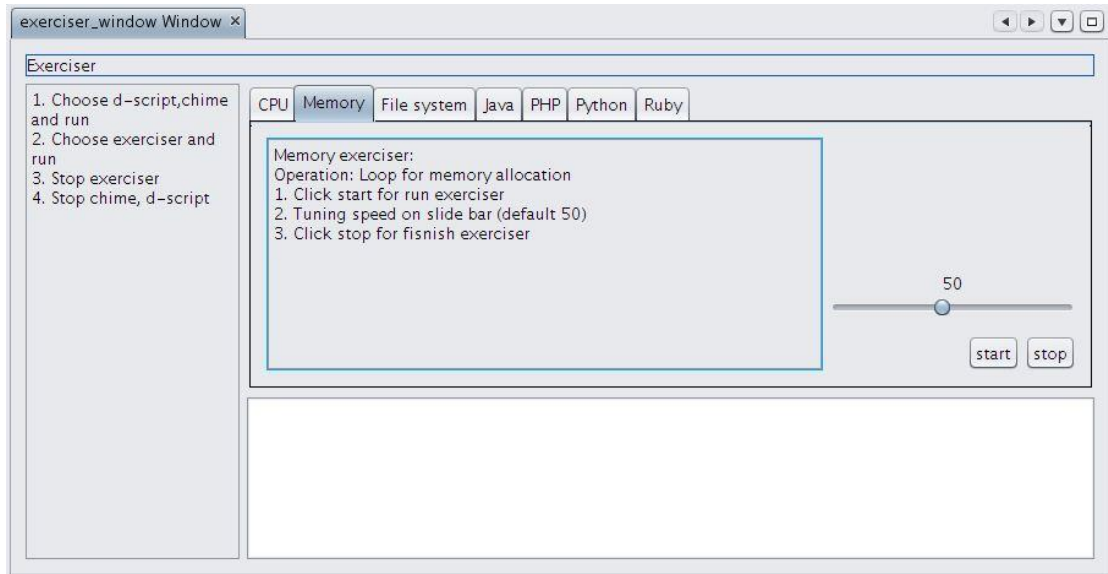 exerciser_window Window ×
Exerciser
1. Choose d-script,chime
and run
2. Choose exerciser and
run
3. Stop exerciser
4. Stop chime, d-script
CPU Memory File system Java PHP Python Ruby
Memory exerciser:
Operation: Loop for memory allocation
1. Click start for run exerciser
2. Tuning speed on slide bar (default 50)
3. Click stop for fisnish exerciser
50
start stop